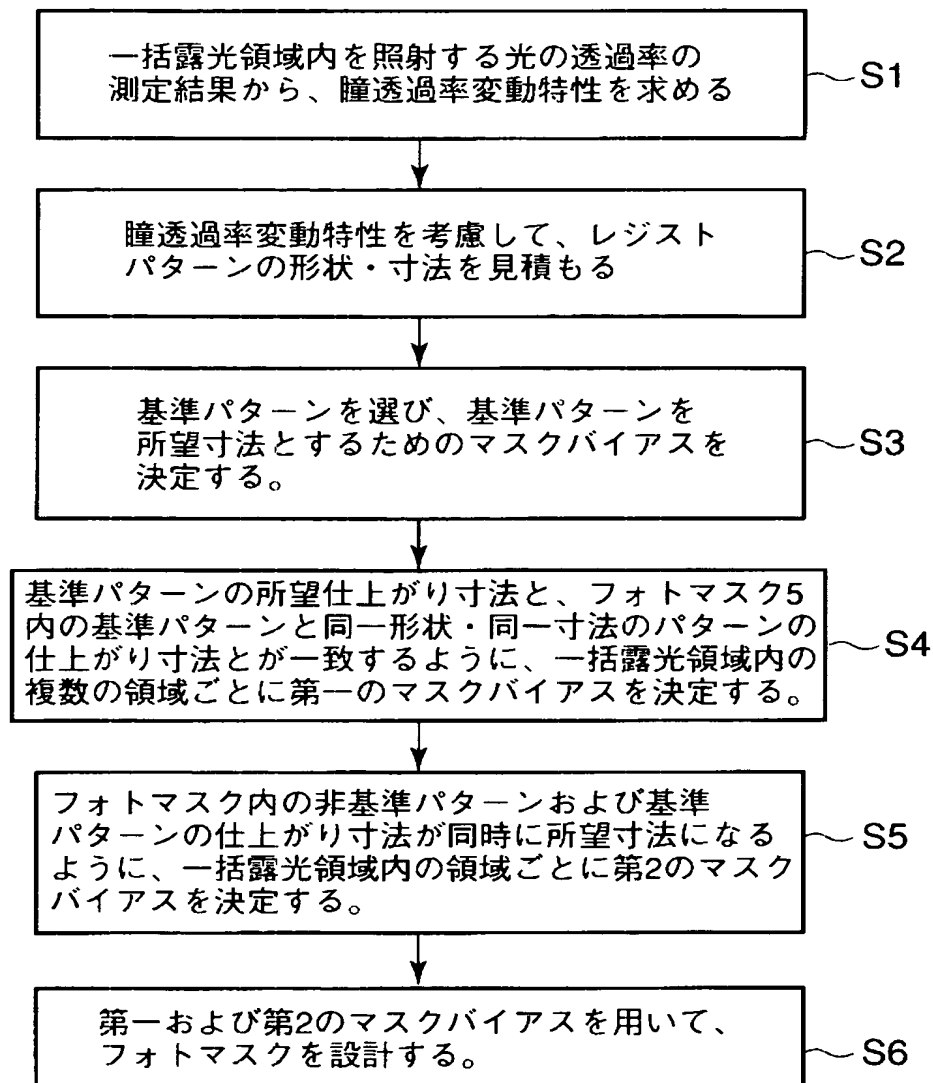 一括露光領域内を照射する光の透過率の
測定結果から、瞳透過率変動特性を求める
S1
瞳透過率変動特性を考慮して、レジスト
パターンの形状・寸法を見積もる
S2
基準パターンを選び、基準パターンを
所望寸法とするためのマスクバイアスを
決定する。
S3
基準パターンの所望仕上がり寸法と、フォトマスク5
内の基準パターンと同一形状・同一寸法のパターンの
仕上がり寸法とが一致するように、一括露光領域内の
複数の領域ごとに第一のマスクバイアスを決定する。
S4
フォトマスク内の非基準パターンおよび基準
パターンの仕上がり寸法が同時に所望寸法になる
ように、一括露光領域内の領域ごとに第2のマスク
バイアスを決定する。
S5
第一および第2のマスクバイアスを用いて、
フォトマスクを設計する。
S6